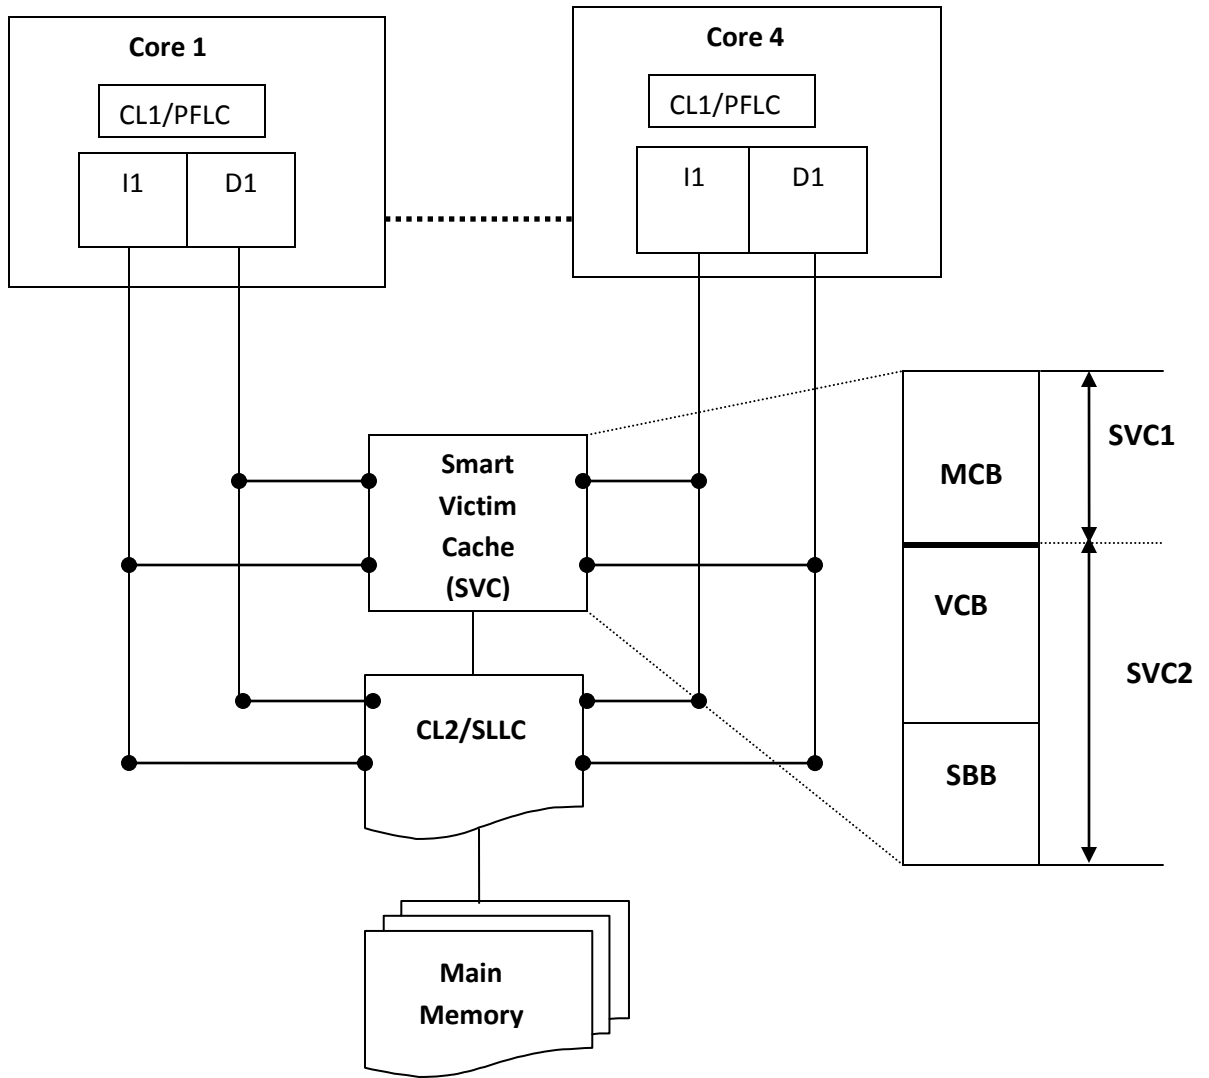 Core 1
CL1/PFLC
I1
D1
Core 4
CL1/PFLC
I1
D1
Smart
Victim
Cache
(SVC)
CL2/SLLC
Main
Memory
MCB
VCB
SBB
SVC1
SVC2